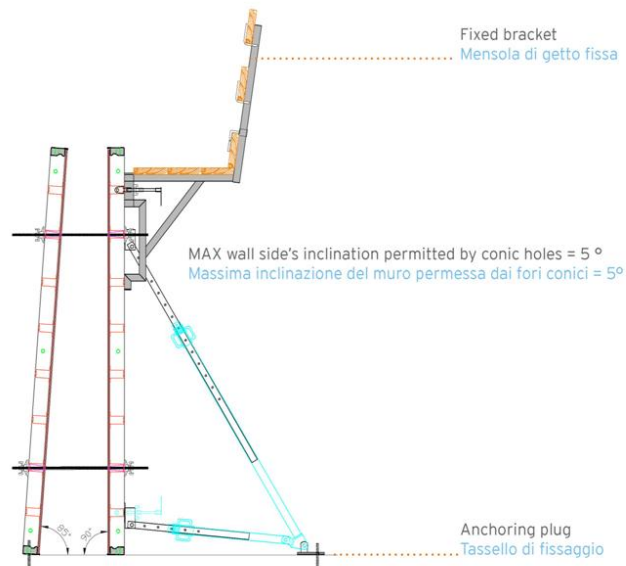 Fixed bracket
Mensola di getto fissa
MAX wall side's inclination permitted by conic holes = 5 °
Massima inclinazione del muro permessa dai fori conici = 5°
85°
90°
Anchoring plug
Tassello di fissaggio